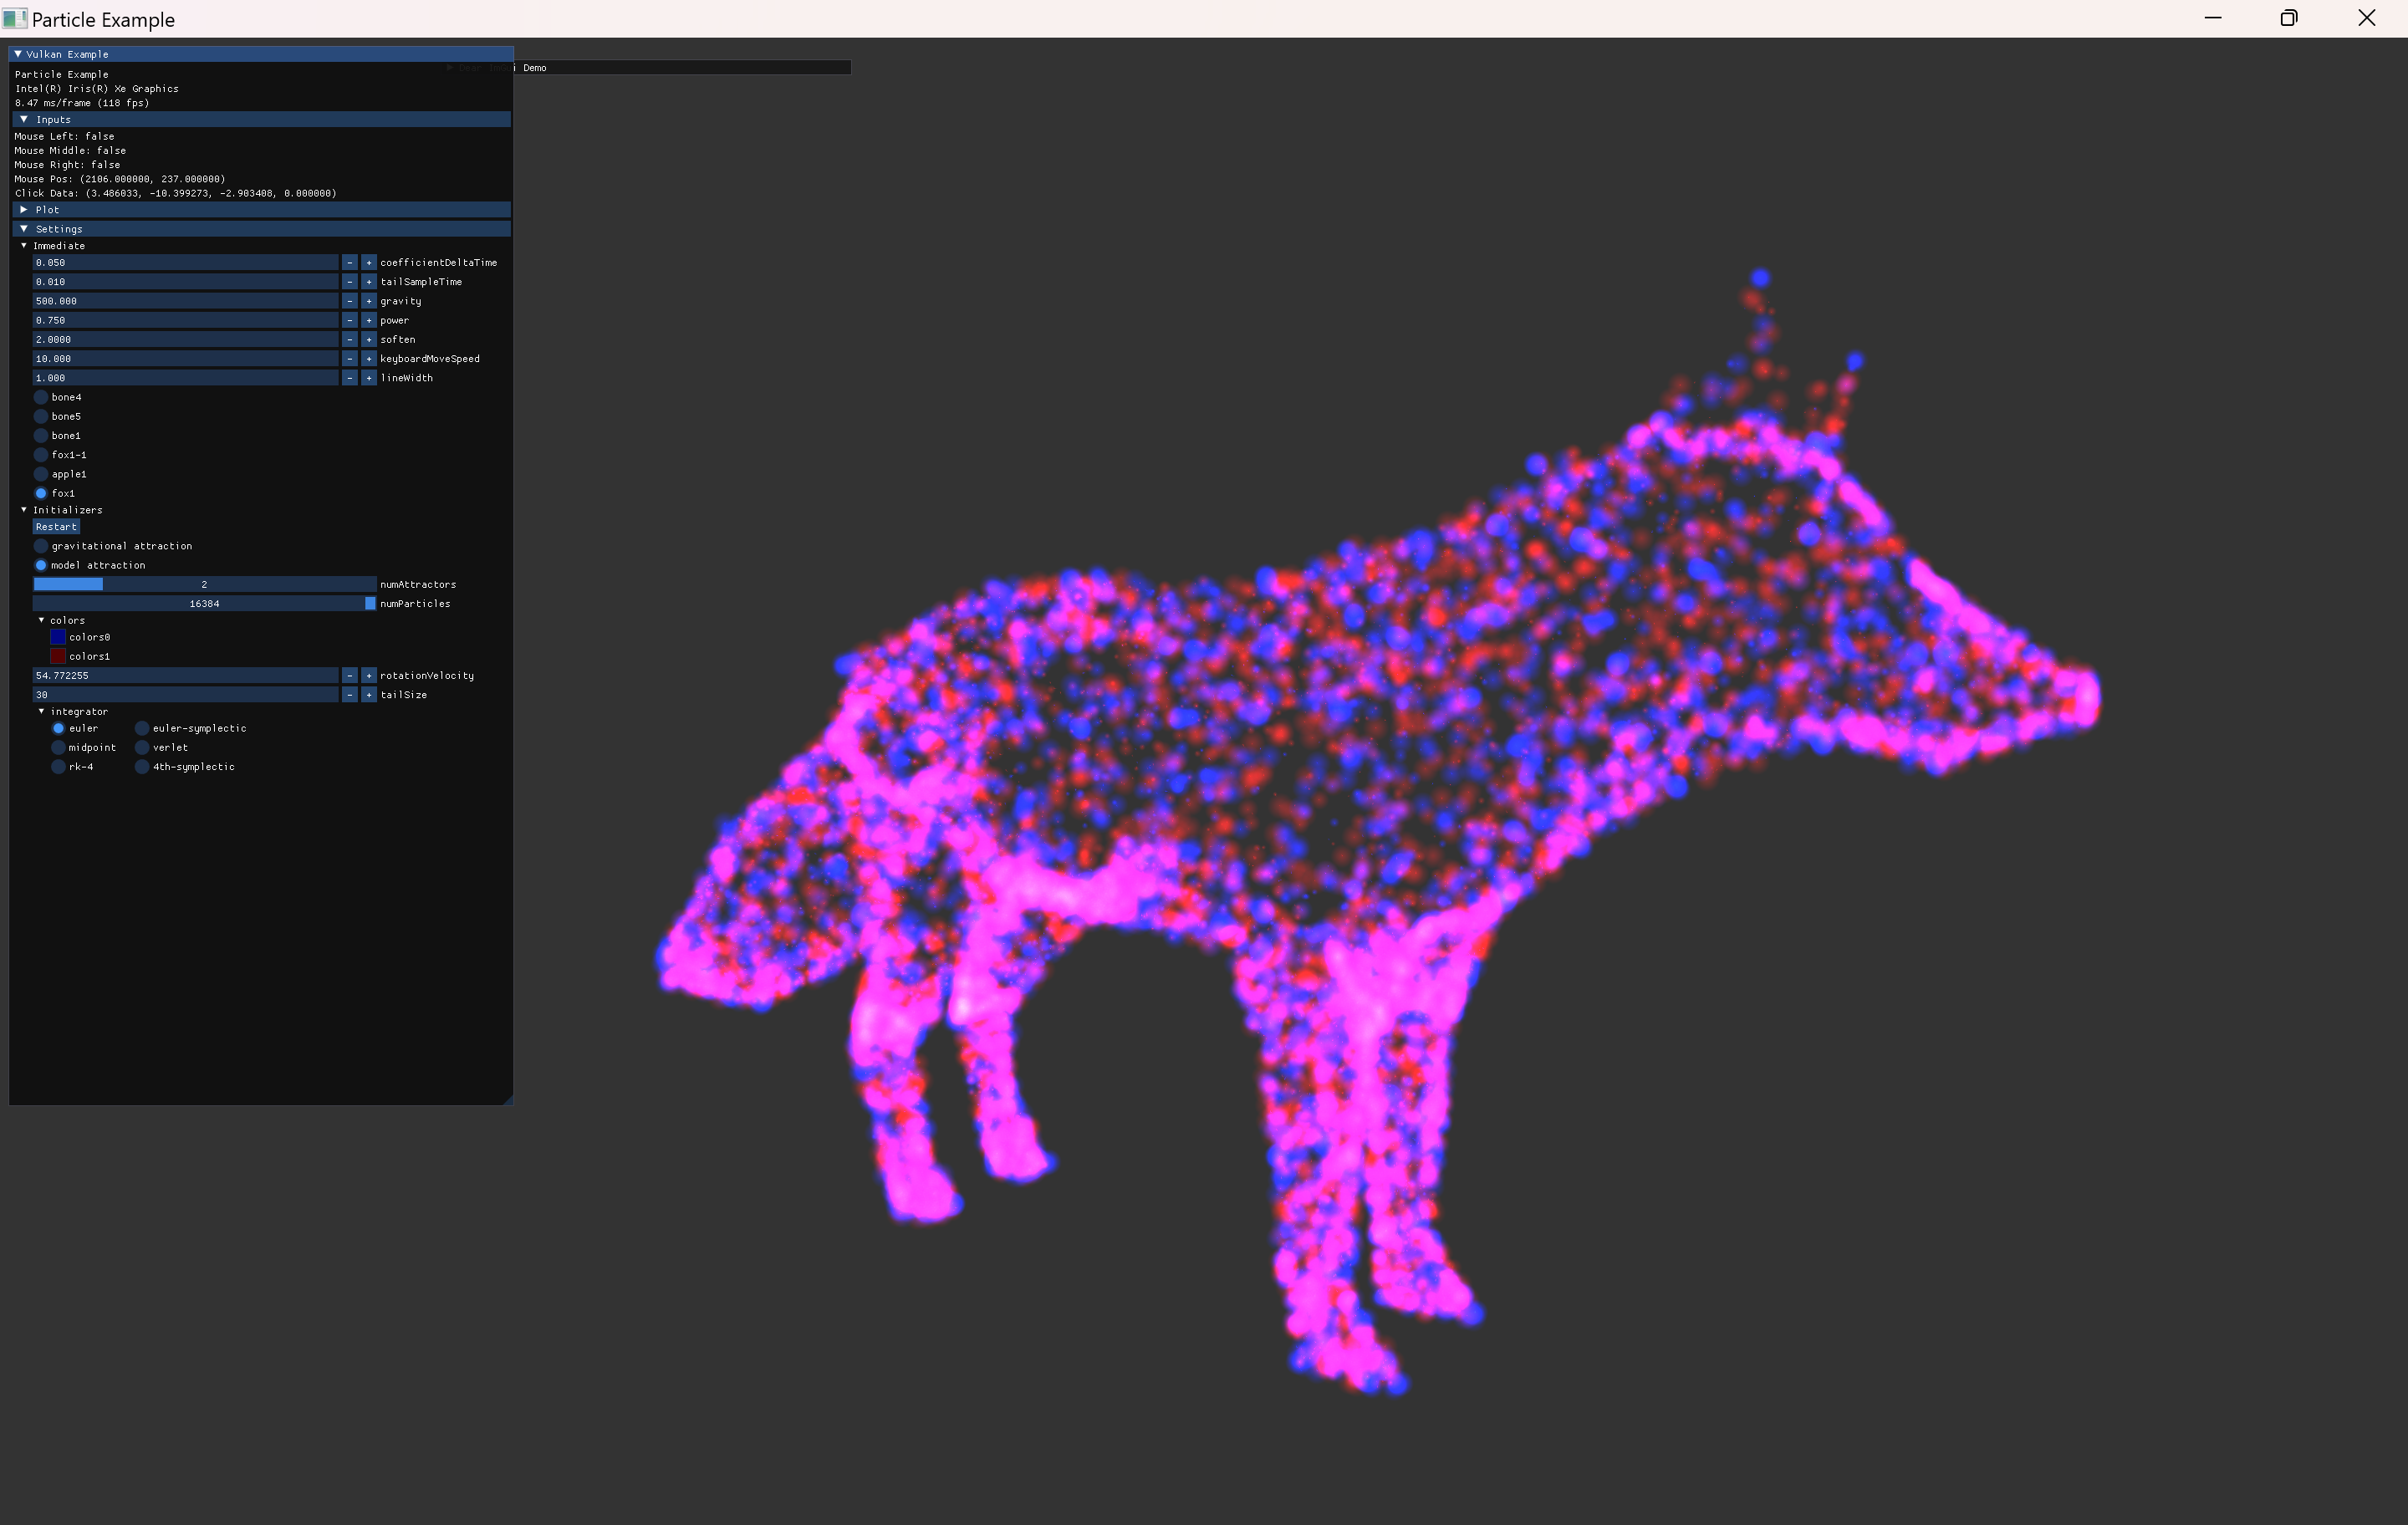 Particle Example
Vulkan Example
Demo
Particle Example
Intel(R) Iris(R) Xe Graphics
8.47 ms/frame (118 fps)
Inputs
Mouse Left: false
Mouse Middle: false
Mouse Right: false
Mouse Pos: (2106.000000, 237.000000)
Click Data: (3.486033, -10.399273, -2.903408, 0.000000)
Plot
Settings
Immediate
0.050 - + coefficientDeltaTime
0.010 - + tailSampleTime
500.000 - + gravity
0.750 - + power
2.0000 - + soften
10.000 - + keyboardMoveSpeed
1.000 - + lineWidth
bone4
bone5
bone1
fox1-1
apple1
fox1
Initializers
Restart
gravitational attraction
model attraction
2 numAttractors
16384 numParticles
colors
colors0
colors1
54.772255 - + rotationVelocity
30 - + tailSize
integrator
euler euler-symplectic
midpoint verlet
rk-4 4th-symplectic